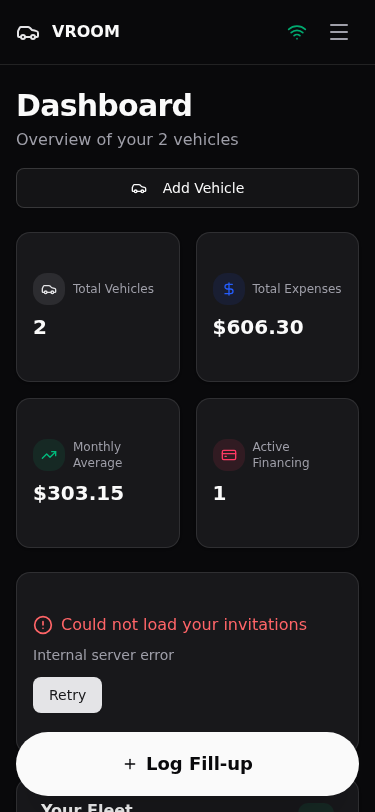 VROOM
Dashboard
Overview of your 2 vehicles
Add Vehicle
Total Vehicles
2
Total Expenses
$606.30
Monthly
Average
$303.15
Active
Financing
1
Could not load your invitations
Internal server error
Retry
+ Log Fill-up
Your Fleet